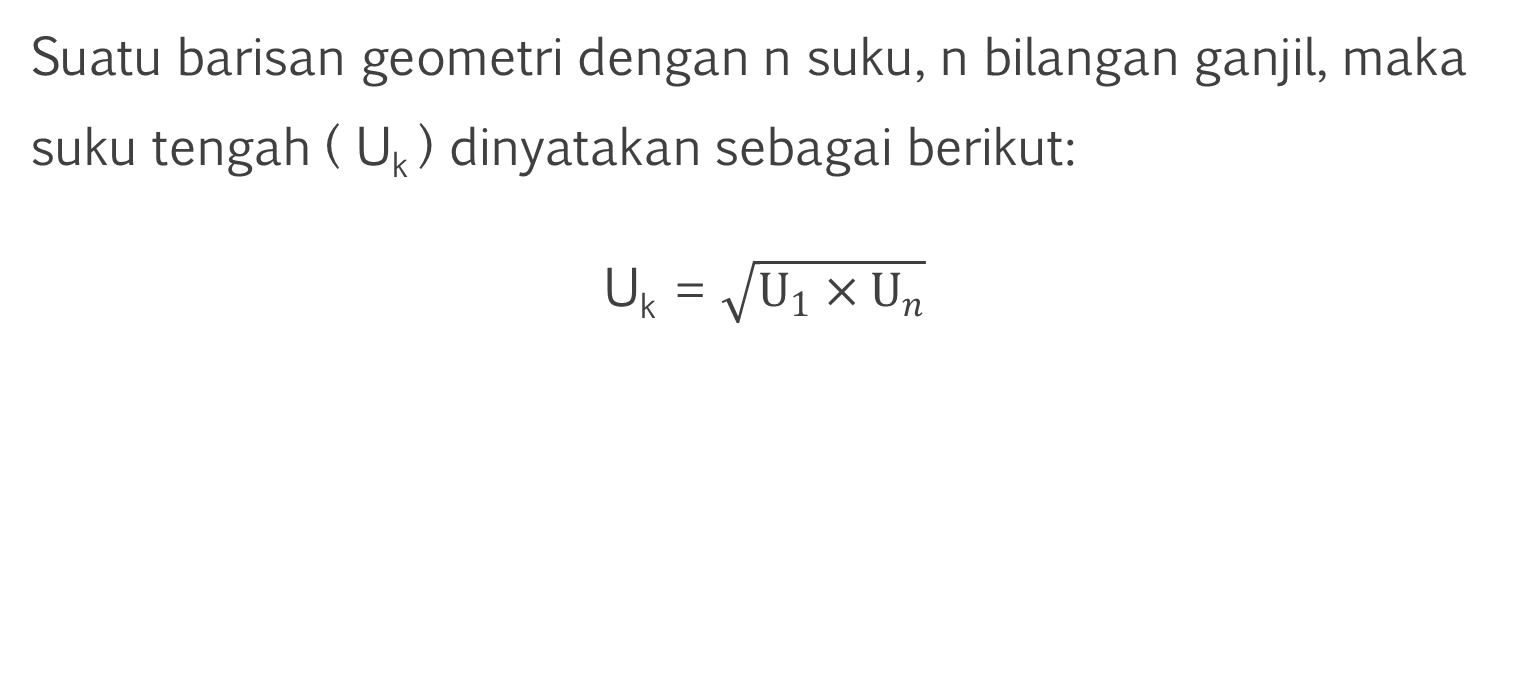 Suatu barisan geometri dengan n suku, n bilangan ganjil, maka
suku tengah ( Uₖ ) dinyatakan sebagai berikut:
Uₖ = √(U₁ × Uₙ)